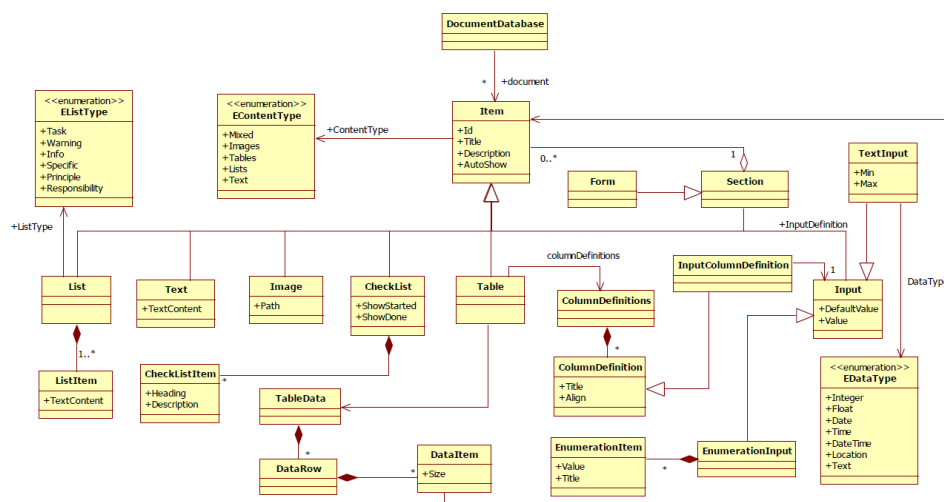 DocumentDatabase
*
+document
<<enumeration>>
EListType
+Task
+Warning
+Info
+Specific
+Principle
+Responsibility
<<enumeration>>
EContentType
+Mixed
+Images
+Tables
+Lists
+Text
+ContentType
Item
+Id
+Title
+Description
+AutoShow
0..*
1
Form
Section
TextInput
+Min
+Max
+ListType
+InputDefinition
columnDefinitions
DataType
List
Text
+TextContent
Image
+Path
CheckList
+ShowStarted
+ShowDone
Table
ColumnDefinitions
InputColumnDefinition
1
Input
+DefaultValue
+Value
1..*
*
*
ListItem
+TextContent
CheckListItem
+Heading
+Description
ColumnDefinition
+Title
+Align
<<enumeration>>
EDataType
+Integer
+Float
+Date
+Time
+DateTime
+Location
+Text
TableData
*
DataRow
*
DataItem
+Size
EnumerationItem
+Value
+Title
*
EnumerationInput